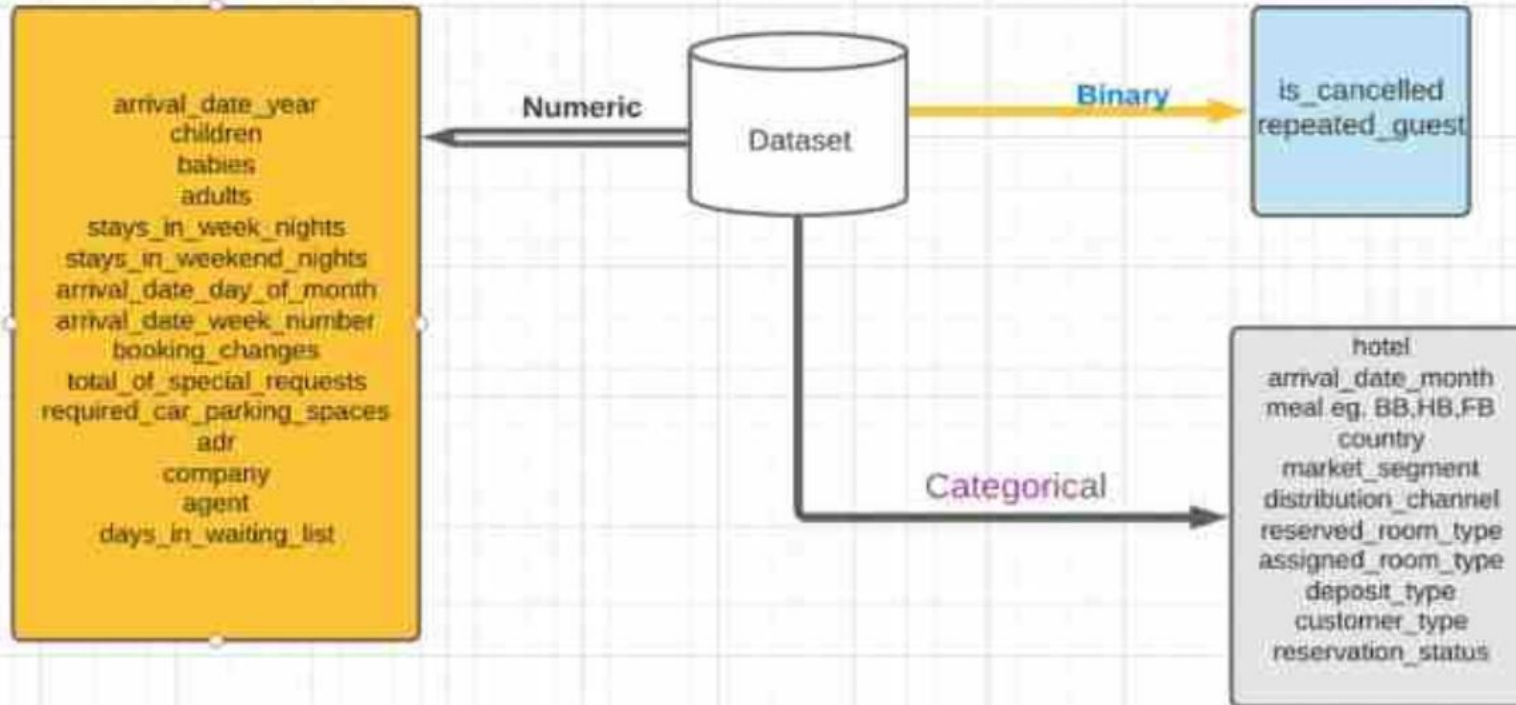 arrival_date_year
children
babies
adults
stays_in_week_nights
stays_in_weekend_nights
arrival_date_day_of_month
arrival_date_week_number
booking_changes
total_of_special_requests
required_car_parking_spaces
adr
company
agent
days_in_waiting_list
Numeric
Dataset
Binary
is_cancelled
repeated_guest
Categorical
hotel
arrival_date_month
meal eg. BB,HB,FB
country
market_segment
distribution_channel
reserved_room_type
assigned_room_type
deposit_type
customer_type
reservation_status